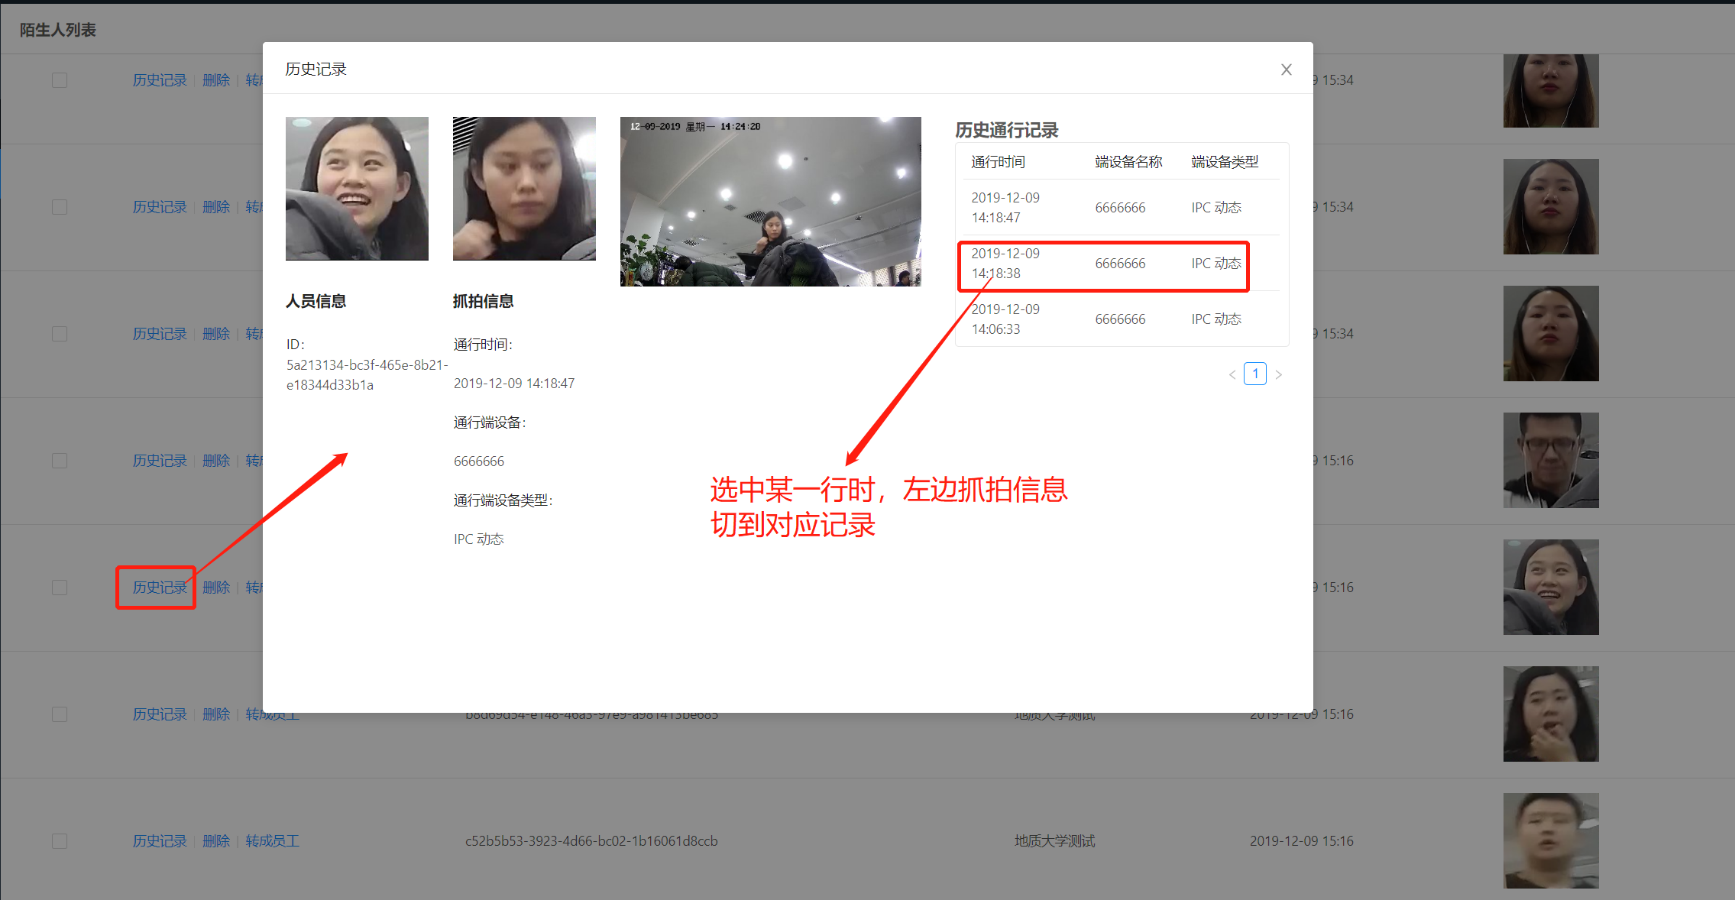 陌生人列表
历史记录
历史记录 删除 转 9 15:34
历史记录 删除 转 9 15:34
历史记录 删除 转 9 15:34
历史记录 删除 转 9 15:16
历史记录 删除 转 9 15:16
12-09-2019 星期一 14:24:20
人员信息
ID:
5a213134-bc3f-465e-8b21-
e18344d33b1a
抓拍信息
通行时间:
2019-12-09 14:18:47
通行端设备:
6666666
通行端设备类型:
IPC 动态
历史通行记录
通行时间 端设备名称 端设备类型
2019-12-09
14:18:47 6666666 IPC 动态
2019-12-09
14:18:38 6666666 IPC 动态
2019-12-09
14:06:33 6666666 IPC 动态
< 1 >
选中某一行时，左边抓拍信息
切到对应记录
历史记录 删除 转成员工 地质大学测试 2019-12-09 15:16
历史记录 删除 转成员工 c52b5b53-3923-4d66-bc02-1b16061d8ccb 地质大学测试 2019-12-09 15:16